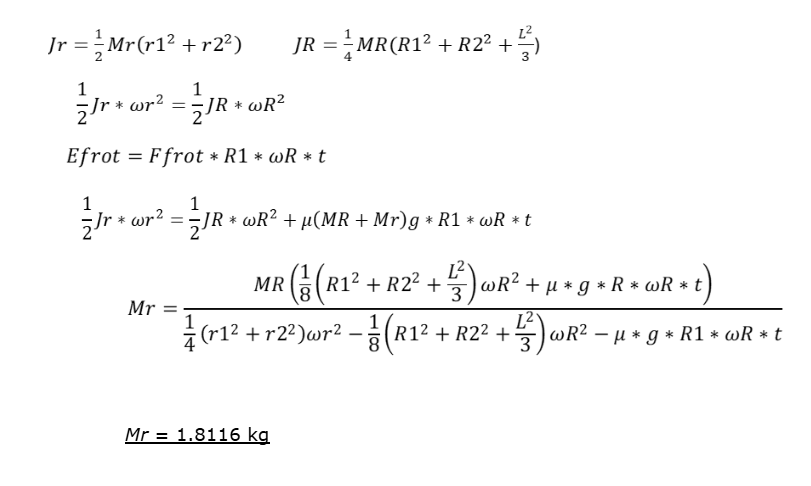 Jr = 1/2 Mr(r1² + r2²) JR = 1/4 MR(R1² + R2² + L²/3)
1/2 Jr * ωr² = 1/2 JR * ωR²
Efrot = Ffrot * R1 * ωR * t
1/2 Jr * ωr² = 1/2 JR * ωR² + μ(MR + Mr)g * R1 * ωR * t
Mr = MR(1/8(R1² + R2² + L²/3)ωR² + μ * g * R * ωR * t) / 1/4(r1² + r2²)ωr² − 1/8(R1² + R2² + L²/3)ωR² − μ * g * R1 * ωR * t
Mr = 1.8116 kg